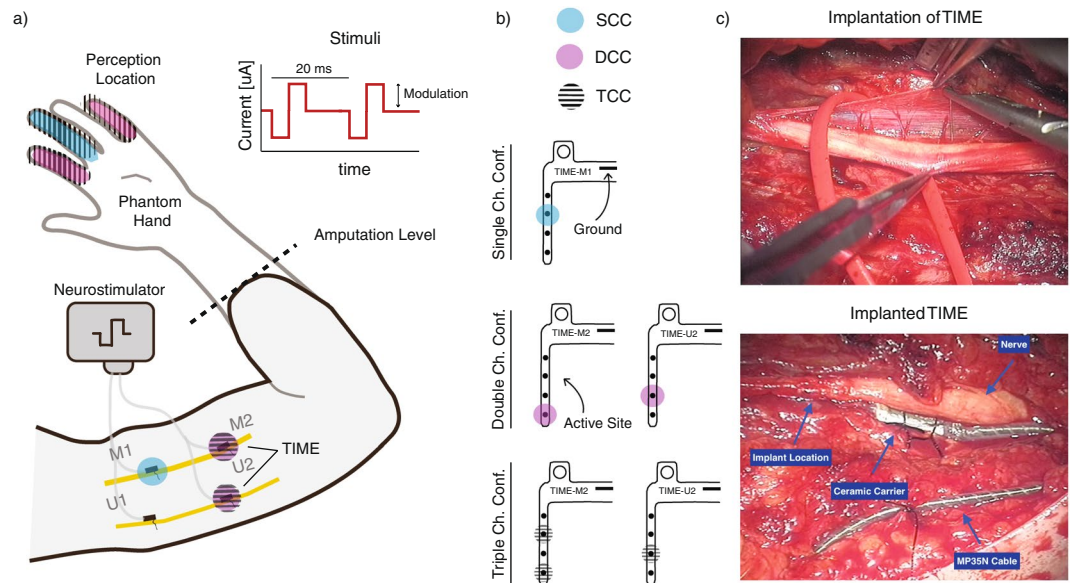 a)
Perception
Location
Stimuli
20 ms
Current [uA]
Modulation
time
Phantom
Hand
Amputation Level
Neurostimulator
M1
M2
U1
U2
TIME
b)
SCC
DCC
TCC
Single Ch. Conf.
TIME-M1
Ground
Double Ch. Conf.
TIME-M2
TIME-U2
Active Site
Triple Ch. Conf.
TIME-M2
TIME-U2
c)
Implantation of TIME
Implanted TIME
Nerve
Implant Location
Ceramic Carrier
MP35N Cable